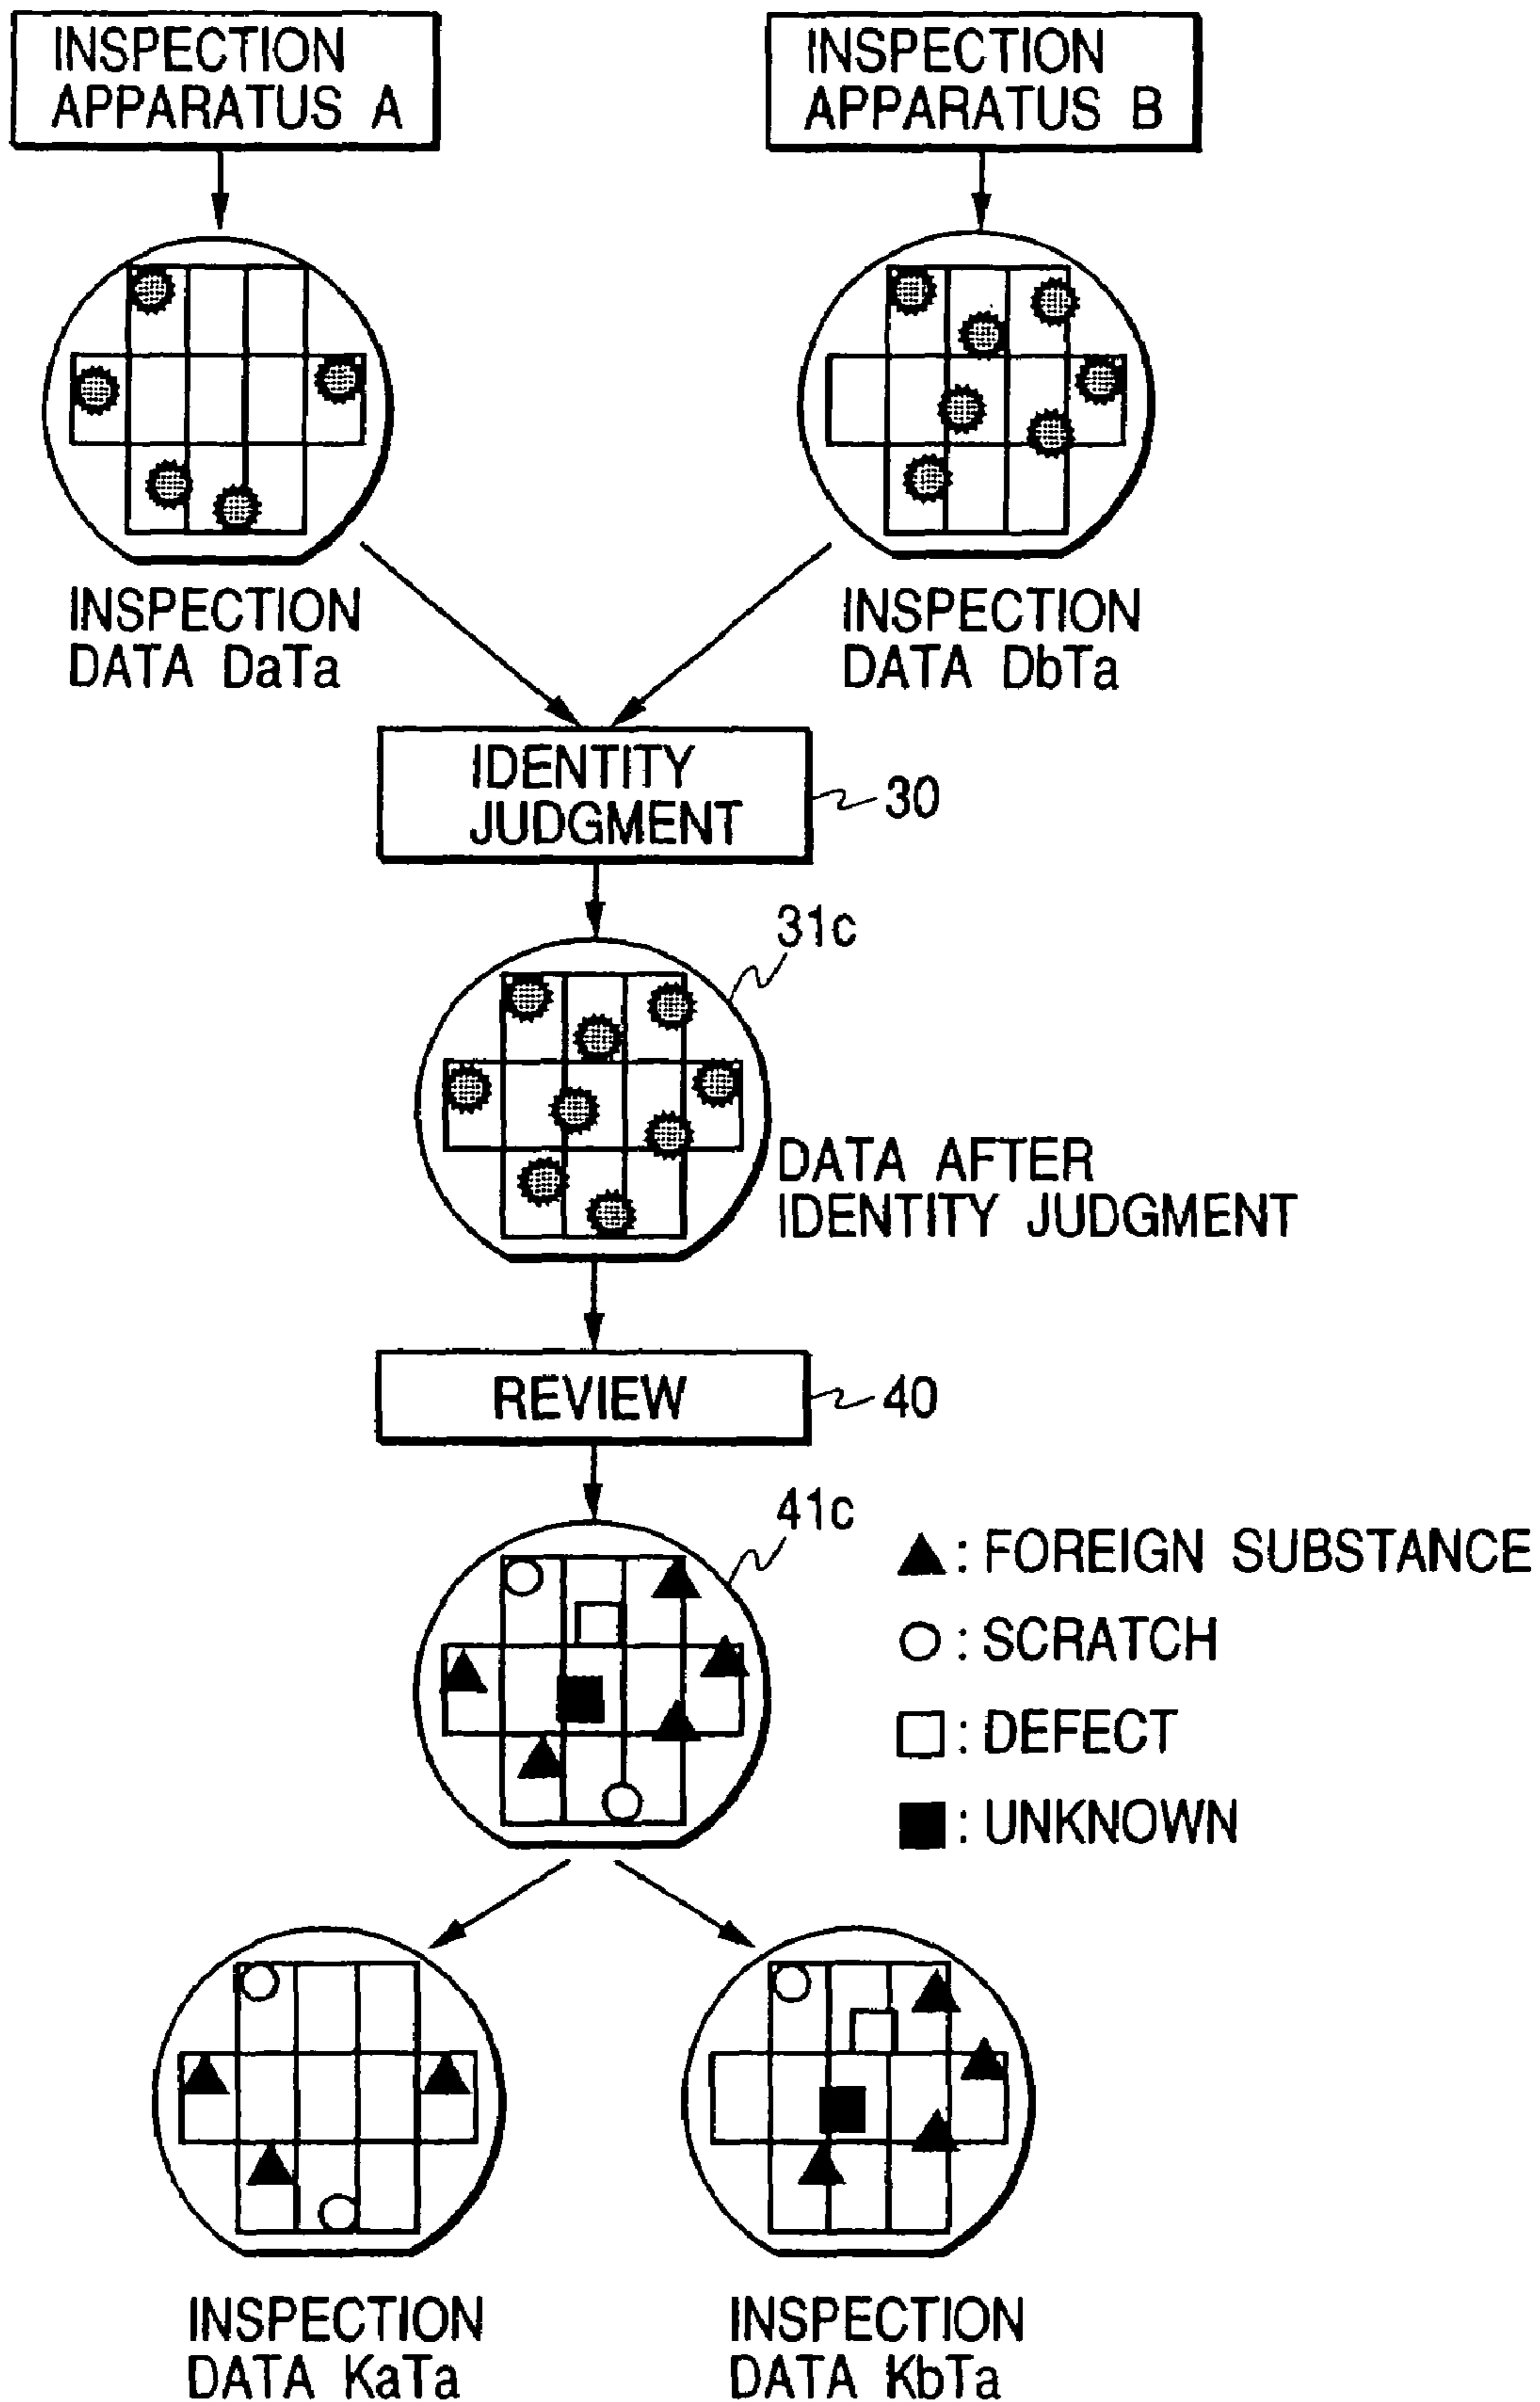 INSPECTION
APPARATUS A
INSPECTION
APPARATUS B
INSPECTION
DATA DaTa
INSPECTION
DATA DbTa
IDENTITY
JUDGMENT
30
31c
DATA AFTER
IDENTITY JUDGMENT
REVIEW
40
41c
▲: FOREIGN SUBSTANCE
○: SCRATCH
□: DEFECT
■: UNKNOWN
INSPECTION
DATA KaTa
INSPECTION
DATA KbTa